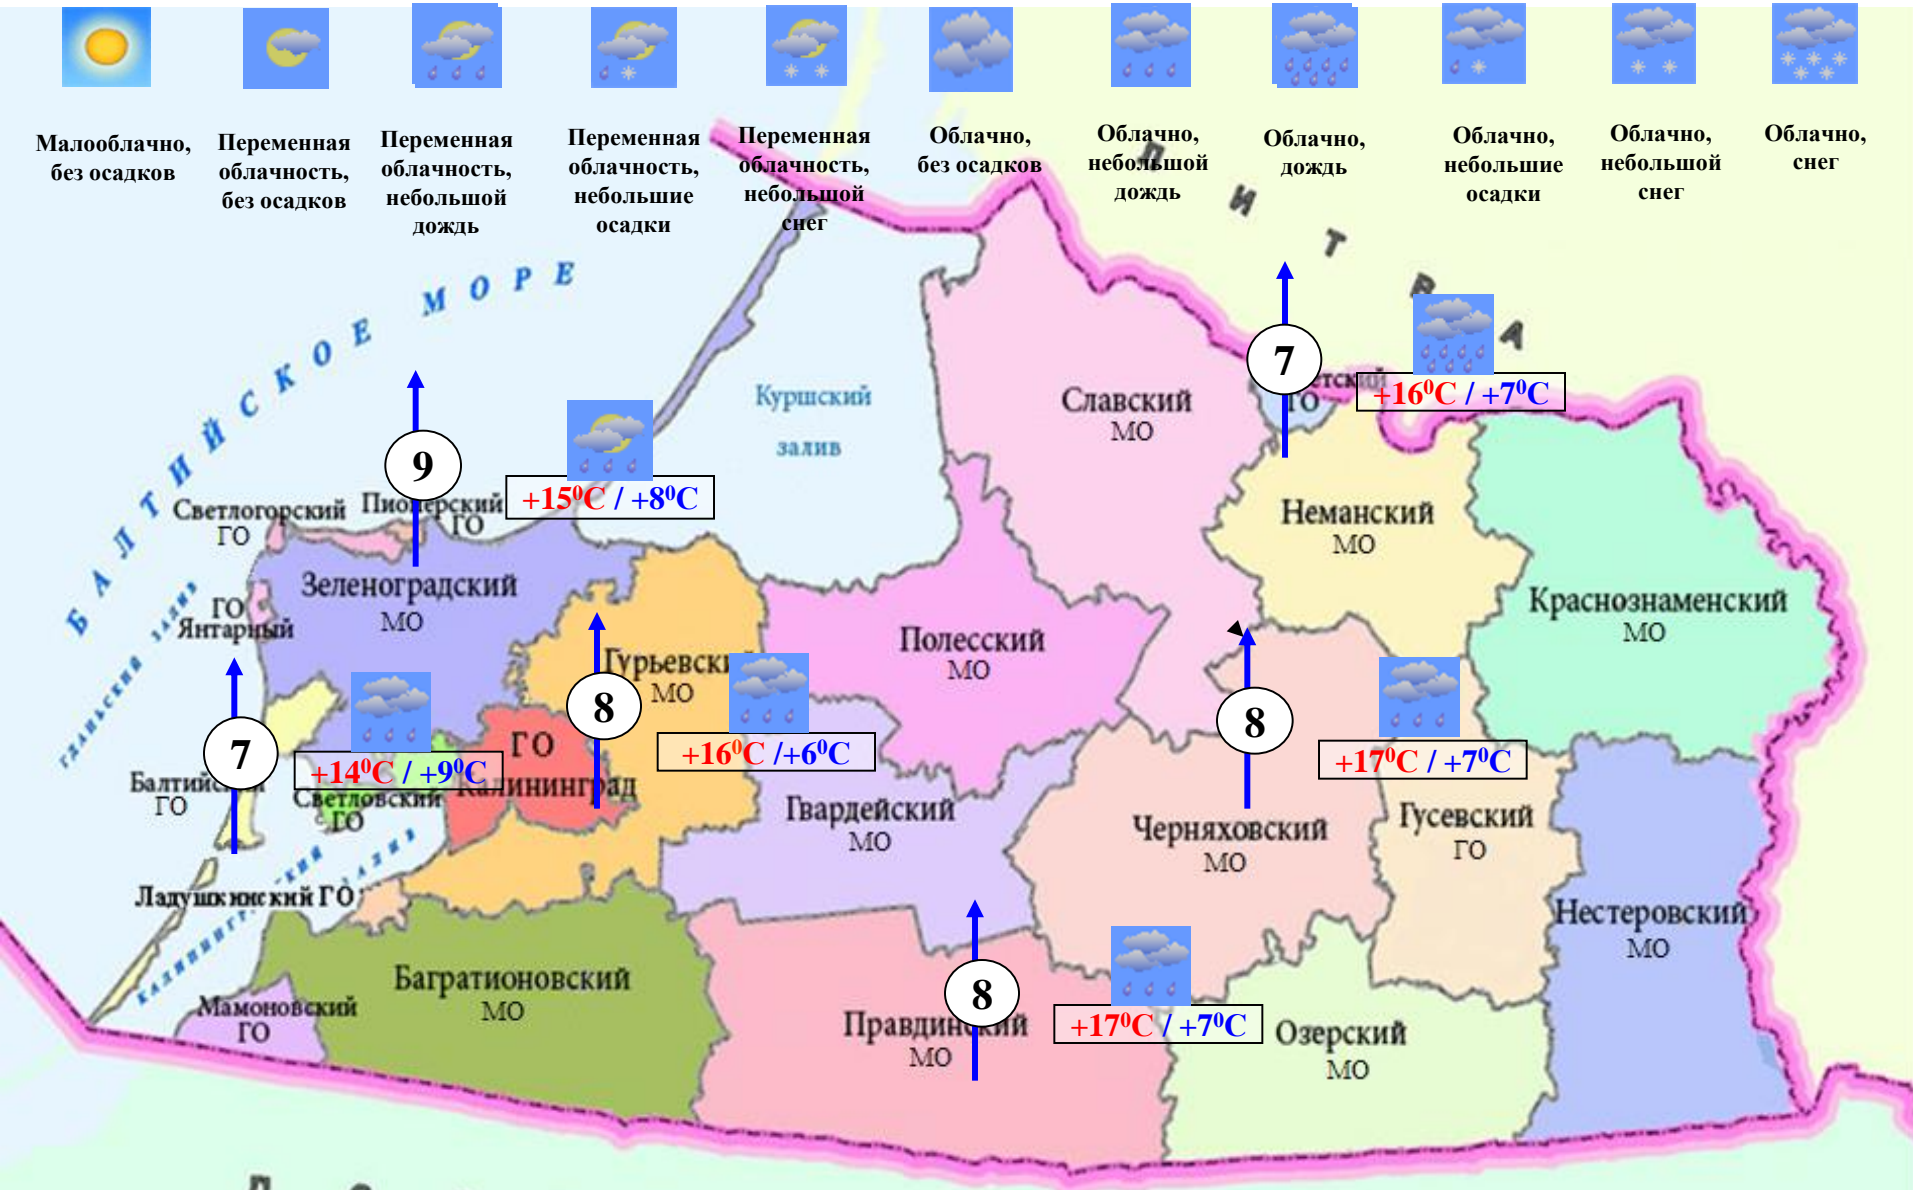 Малооблачно,
без осадков
Переменная
облачность,
без осадков
Переменная
облачность,
небольшой
дождь
Переменная
облачность,
небольшие
осадки
Переменная
облачность,
небольшой
снег
Облачно,
без осадков
Облачно,
небольшой
дождь
Облачно,
дождь
Облачно,
небольшие
осадки
Облачно,
небольшой
снег
Облачно,
снег
ЛИТВА
БАЛТИЙСКОЕ МОРЕ
Куршский
залив
7
ГО
+16⁰C / +7⁰C
Славский
МО
9
+15⁰C / +8⁰C
Светлогорский
ГО
Пионерский
ГО
Неманский
МО
Зеленоградский
МО
ГО
Янтарный
Краснознаменский
МО
Полесский
МО
Гурьевский
МО
8
7
8
+14⁰C / +9⁰C
+16⁰C /+6⁰C
+17⁰C / +7⁰C
ГО
Калининград
Балтийский
ГО
Светловский
ГО
Гвардейский
МО
Черняховский
МО
Гусевский
ГО
Ладушкинский ГО
Нестеровский
МО
Багратионовский
МО
Мамоновский
ГО
8
Правдинский
МО
+17⁰C / +7⁰C
Озерский
МО